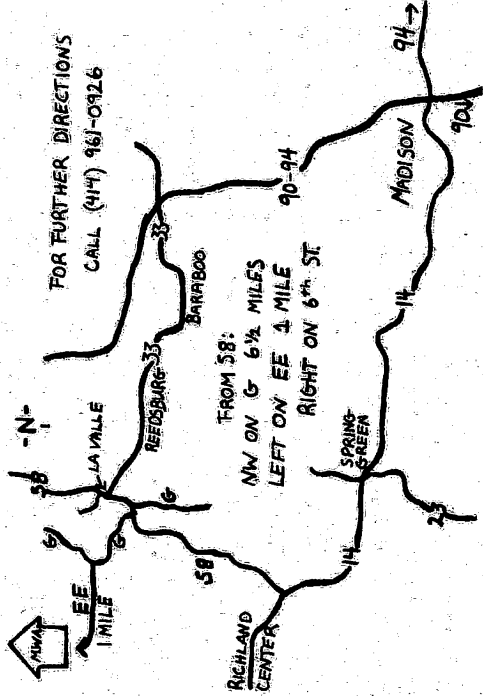 -N-
FOR FURTHER DIRECTIONS
CALL (414) 961-0926
MWA
EE
1 MILE
G
G
58
LA VALLE
G
58
REEDSBURG
33
BARABOO
33
90-94
94→
MADISON
90
FROM 58:
NW ON G 6½ MILES
LEFT ON EE 1 MILE
RIGHT ON 6th ST.
RICHLAND
CENTER
14
SPRING
GREEN
23
14